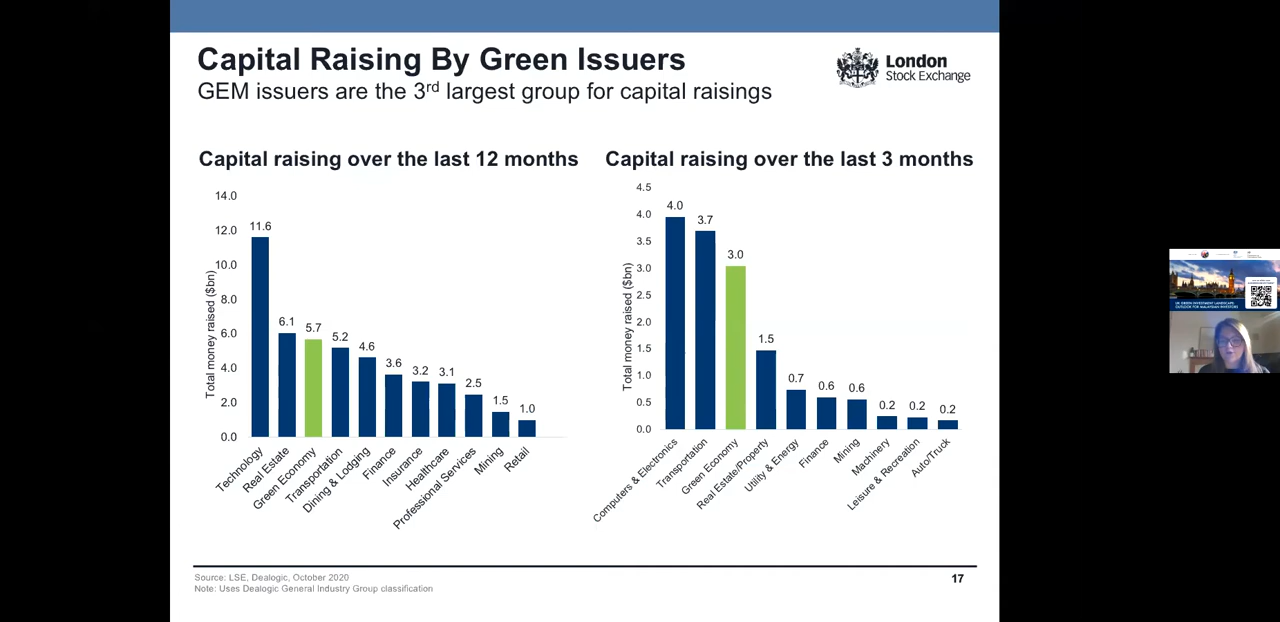 Capital Raising By Green Issuers
GEM issuers are the 3rd largest group for capital raisings
London
Stock Exchange
Capital raising over the last 12 months
Total money raised ($bn)
14.0
12.0
10.0
8.0
6.0
4.0
2.0
0.0
11.6
6.1
5.7
5.2
4.6
3.6
3.2
3.1
2.5
1.5
1.0
Technology
Real Estate
Green Economy
Transportation
Dining & Lodging
Finance
Insurance
Healthcare
Professional Services
Mining
Retail
Capital raising over the last 3 months
Total money raised ($bn)
4.5
4.0
3.5
3.0
2.5
2.0
1.5
1.0
0.5
0.0
4.0
3.7
3.0
1.5
0.7
0.6
0.6
0.2
0.2
0.2
Computers & Electronics
Transportation
Green Economy
Real Estate/Property
Utility & Energy
Finance
Mining
Machinery
Leisure & Recreation
Auto/Truck
Source: LSE, Dealogic, October 2020
Note: Uses Dealogic General Industry Group classification
17
UK GREEN INVESTMENT LANDSCAPE
OUTLOOK FOR MALAYSIAN INVESTORS